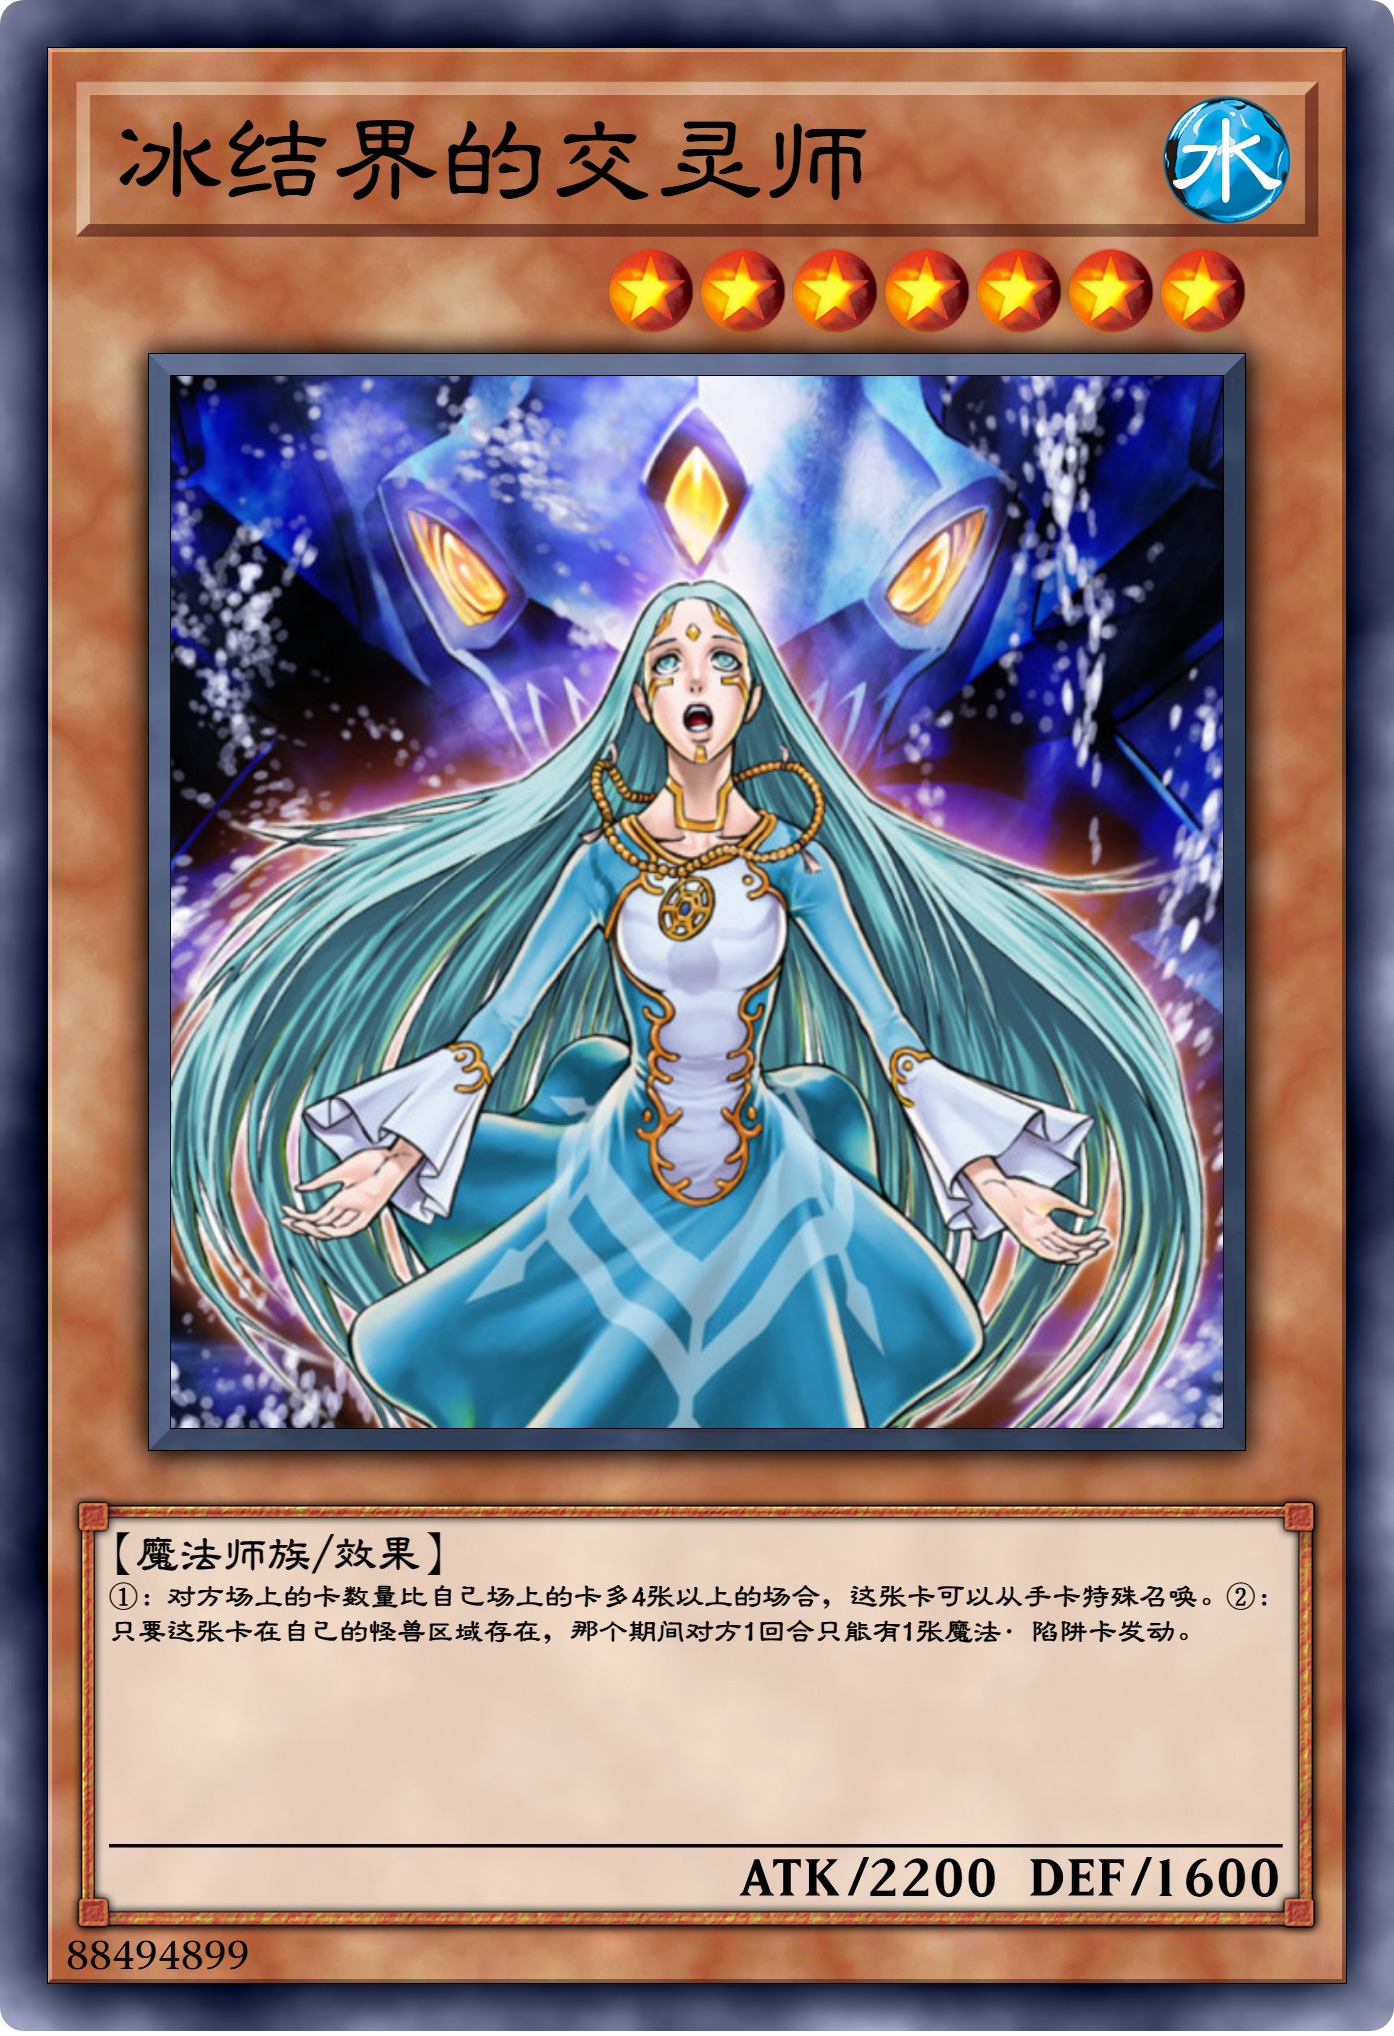 冰结界的交灵师
水
【魔法师族/效果】
①：对方场上的卡数量比自己场上的卡多4张以上的场合，这张卡可以从手卡特殊召唤。②：
只要这张卡在自己的怪兽区域存在，那个期间对方1回合只能有1张魔法·陷阱卡发动。
ATK/2200 DEF/1600
88494899